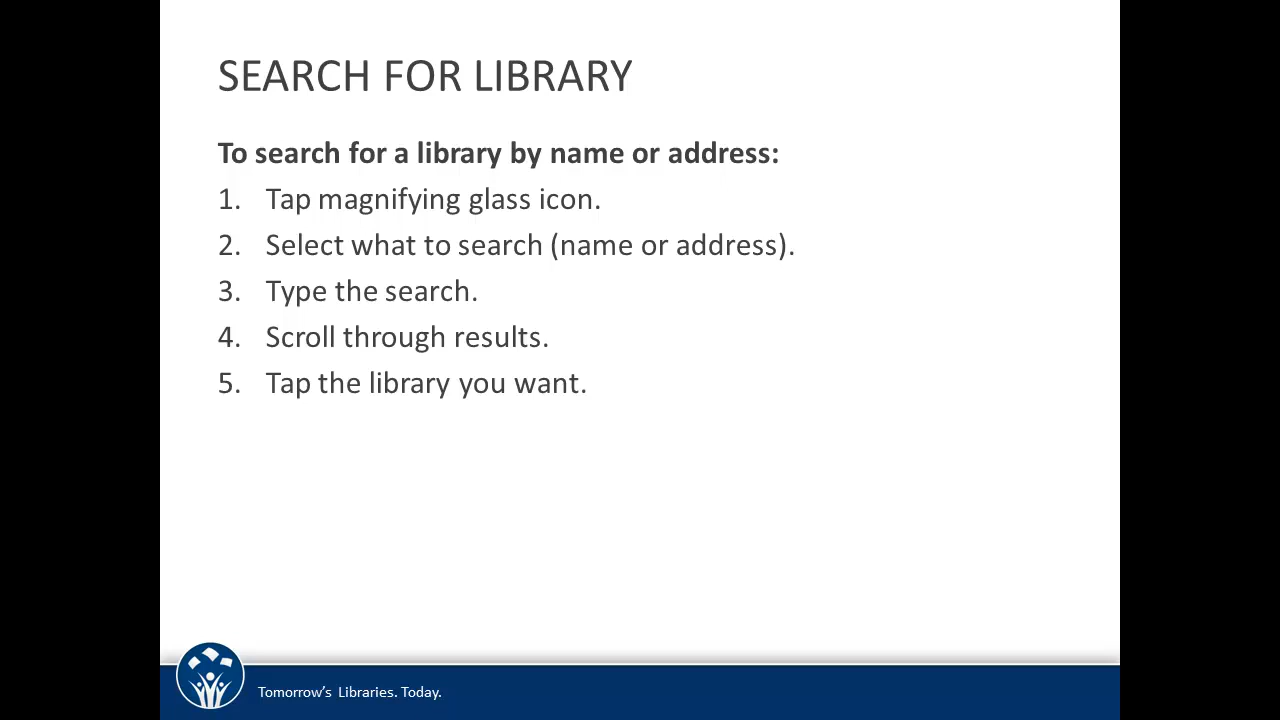 SEARCH FOR LIBRARY
To search for a library by name or address:
1. Tap magnifying glass icon.
2. Select what to search (name or address).
3. Type the search.
4. Scroll through results.
5. Tap the library you want.
Tomorrow's Libraries. Today.